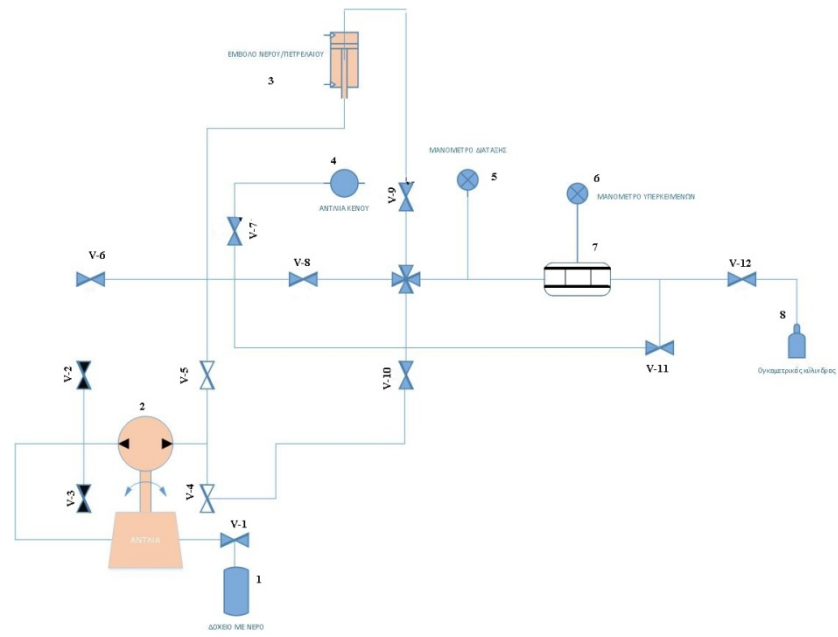 ΕΜΒΟΛΟ ΝΕΡΟΥ/ΠΕΤΡΕΛΑΙΟΥ
3
4
ΑΝΤΛΙΑ ΚΕΝΟΥ
V-9
ΜΑΝΟΜΕΤΡΟ ΔΙΑΤΑΣΗΣ
5
6
ΜΑΝΟΜΕΤΡΟ ΥΠΕΡΚΕΙΜΕΝΩΝ
V-7
7
V-6
V-8
V-12
8
Ογκομετρικός κύλινδρος
V-11
V-2
V-5
V-10
2
V-3
V-4
V-1
ΑΝΤΛΙΑ
1
ΔΟΧΕΙΟ ΜΕ ΝΕΡΟ